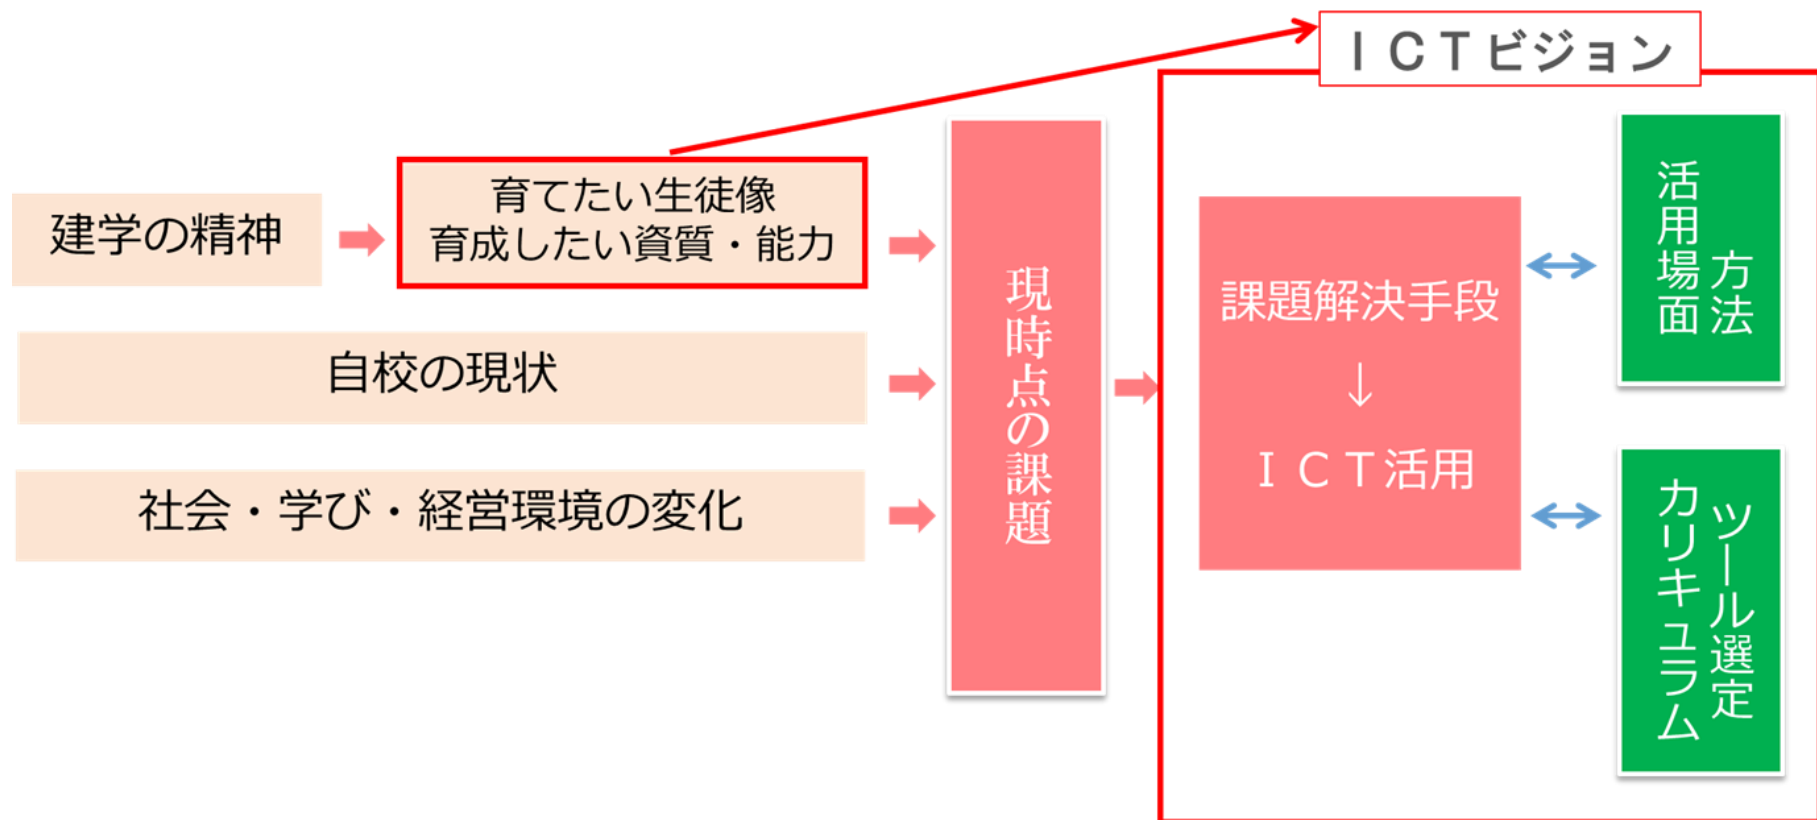 ＩＣＴビジョン
建学の精神
育てたい生徒像
育成したい資質・能力
自校の現状
社会・学び・経営環境の変化
現時点の課題
課題解決手段
↓
ＩＣＴ活用
活用場面
方法
カリキュラム
ツール選定